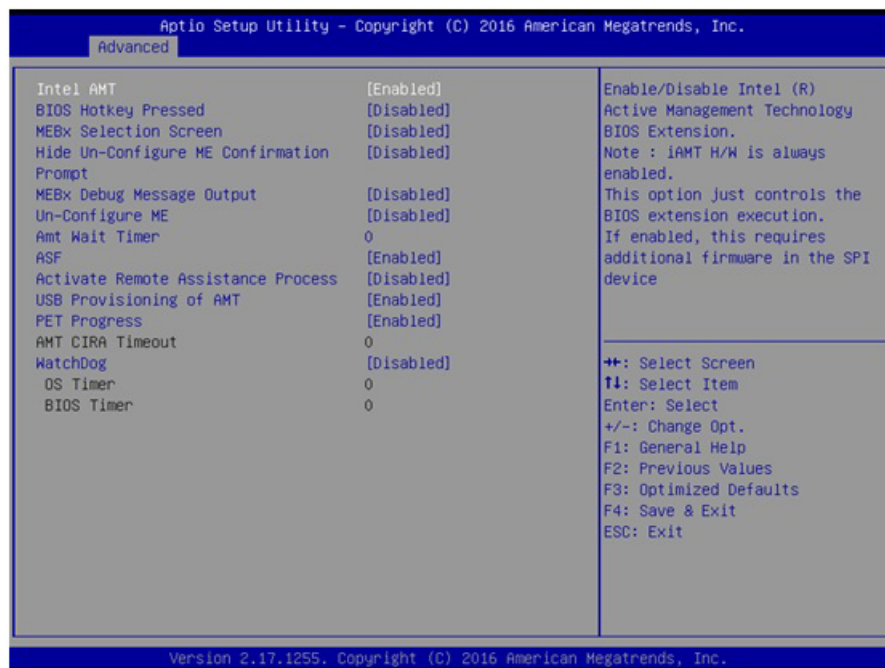 Aptio Setup Utility – Copyright (C) 2016 American Megatrends, Inc.
Advanced
Intel AMT [Enabled]
BIOS Hotkey Pressed [Disabled]
MEBx Selection Screen [Disabled]
Hide Un-Configure ME Confirmation [Disabled]
Prompt
MEBx Debug Message Output [Disabled]
Un-Configure ME [Disabled]
Amt Wait Timer 0
ASF [Enabled]
Activate Remote Assistance Process [Disabled]
USB Provisioning of AMT [Enabled]
PET Progress [Enabled]
AMT CIRA Timeout 0
WatchDog [Disabled]
OS Timer 0
BIOS Timer 0
Enable/Disable Intel (R)
Active Management Technology
BIOS Extension.
Note : iAMT H/W is always
enabled.
This option just controls the
BIOS extension execution.
If enabled, this requires
additional firmware in the SPI
device
→←: Select Screen
↑↓: Select Item
Enter: Select
+/-: Change Opt.
F1: General Help
F2: Previous Values
F3: Optimized Defaults
F4: Save & Exit
ESC: Exit
Version 2.17.1255. Copyright (C) 2016 American Megatrends, Inc.